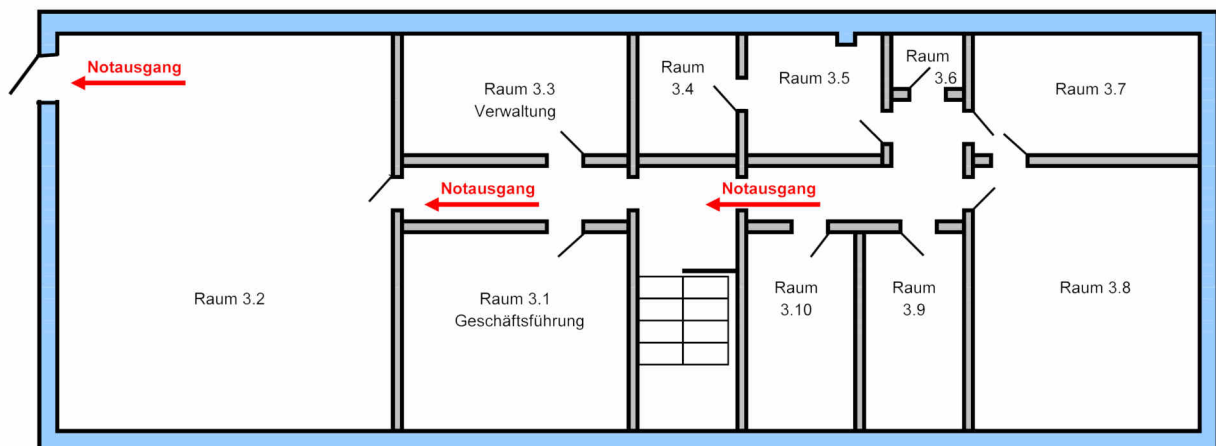 Notausgang
Raum 3.3
Verwaltung
Raum
3.4
Raum 3.5
Raum
3.6
Raum 3.7
Notausgang
Notausgang
Raum 3.2
Raum 3.1
Geschäftsführung
Raum
3.10
Raum
3.9
Raum 3.8